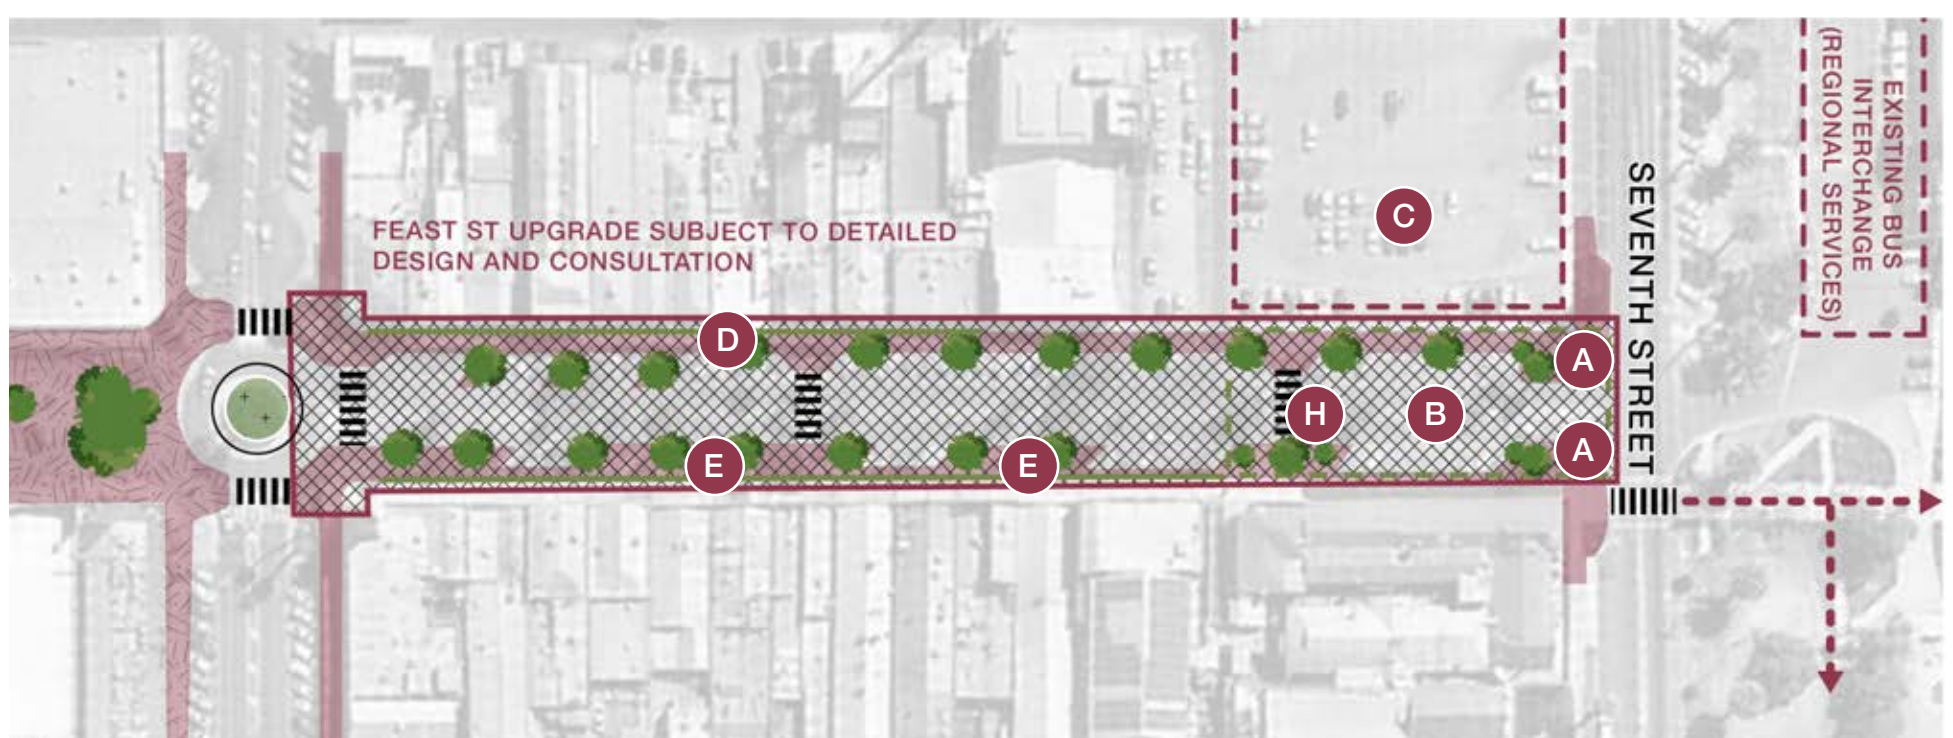 FEAST ST UPGRADE SUBJECT TO DETAILED
DESIGN AND CONSULTATION
C
D
A
H
B
E
E
A
SEVENTH STREET
EXISTING BUS
INTERCHANGE
(REGIONAL SERVICES)